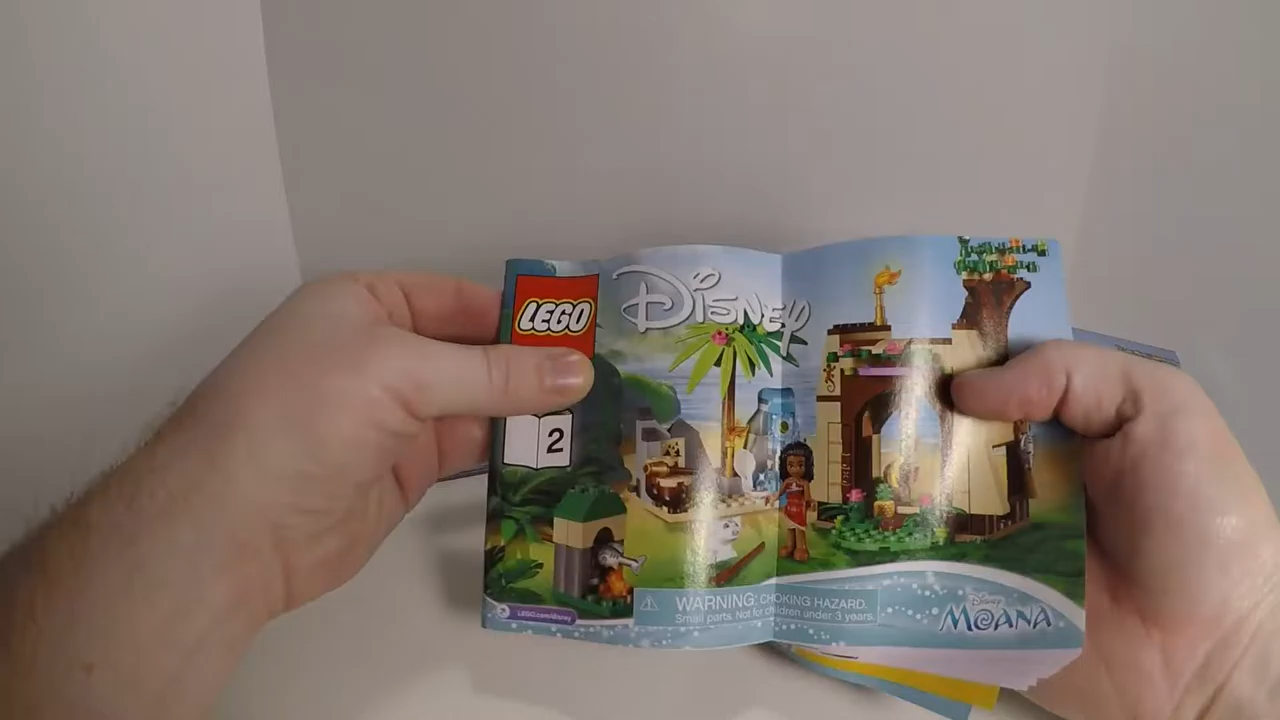 LEGO
DISNEY
2
LEGO.com/disney
WARNING: CHOKING HAZARD.
Small parts. Not for children under 3 years.
Disney
MOANA